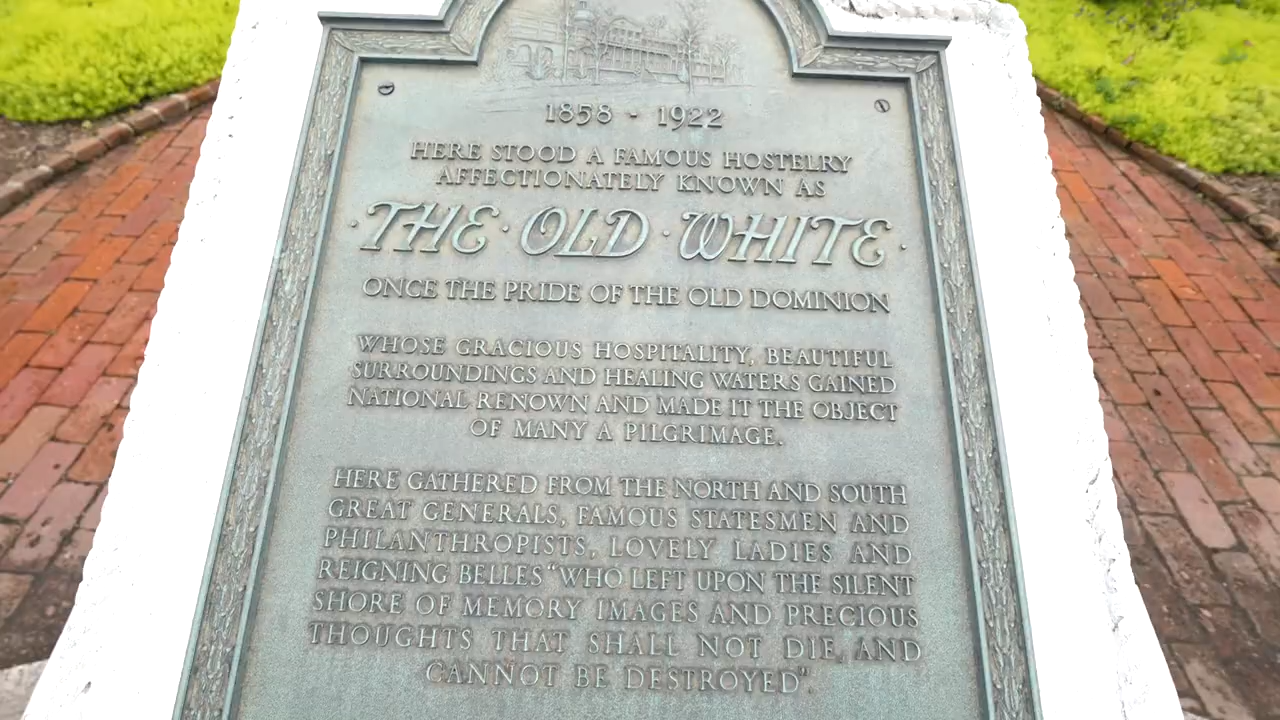 1858 - 1922
HERE STOOD A FAMOUS HOSTELRY
AFFECTIONATELY KNOWN AS
·THE·OLD·WHITE·
ONCE THE PRIDE OF THE OLD DOMINION
WHOSE GRACIOUS HOSPITALITY, BEAUTIFUL
SURROUNDINGS AND HEALING WATERS GAINED
NATIONAL RENOWN AND MADE IT THE OBJECT
OF MANY A PILGRIMAGE.
HERE GATHERED FROM THE NORTH AND SOUTH
GREAT GENERALS, FAMOUS STATESMEN AND
PHILANTHROPISTS, LOVELY LADIES AND
REIGNING BELLES "WHO LEFT UPON THE SILENT
SHORE OF MEMORY IMAGES AND PRECIOUS
THOUGHTS THAT SHALL NOT DIE, AND
CANNOT BE DESTROYED".